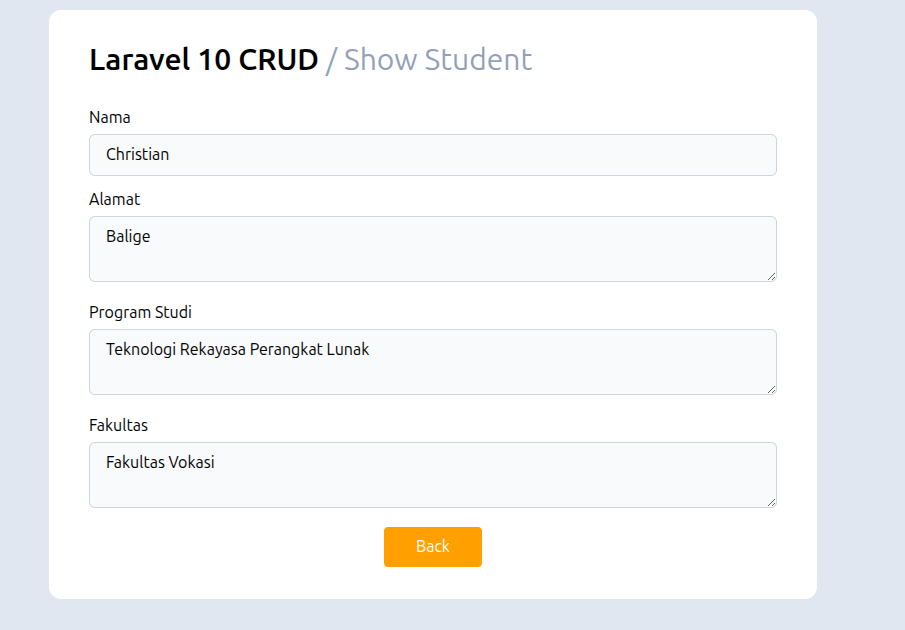 Laravel 10 CRUD / Show Student
Nama
Christian
Alamat
Balige
Program Studi
Teknologi Rekayasa Perangkat Lunak
Fakultas
Fakultas Vokasi
Back